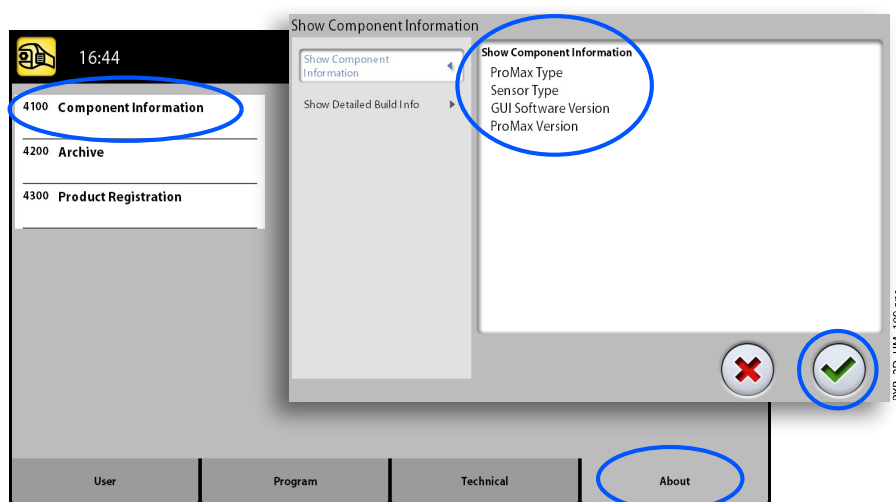 Show Component Information
16:44
Show Component
Information
Show Detailed Build Info
Show Component Information
ProMax Type
Sensor Type
GUI Software Version
ProMax Version
4100 Component Information
4200 Archive
4300 Product Registration
User
Program
Technical
About